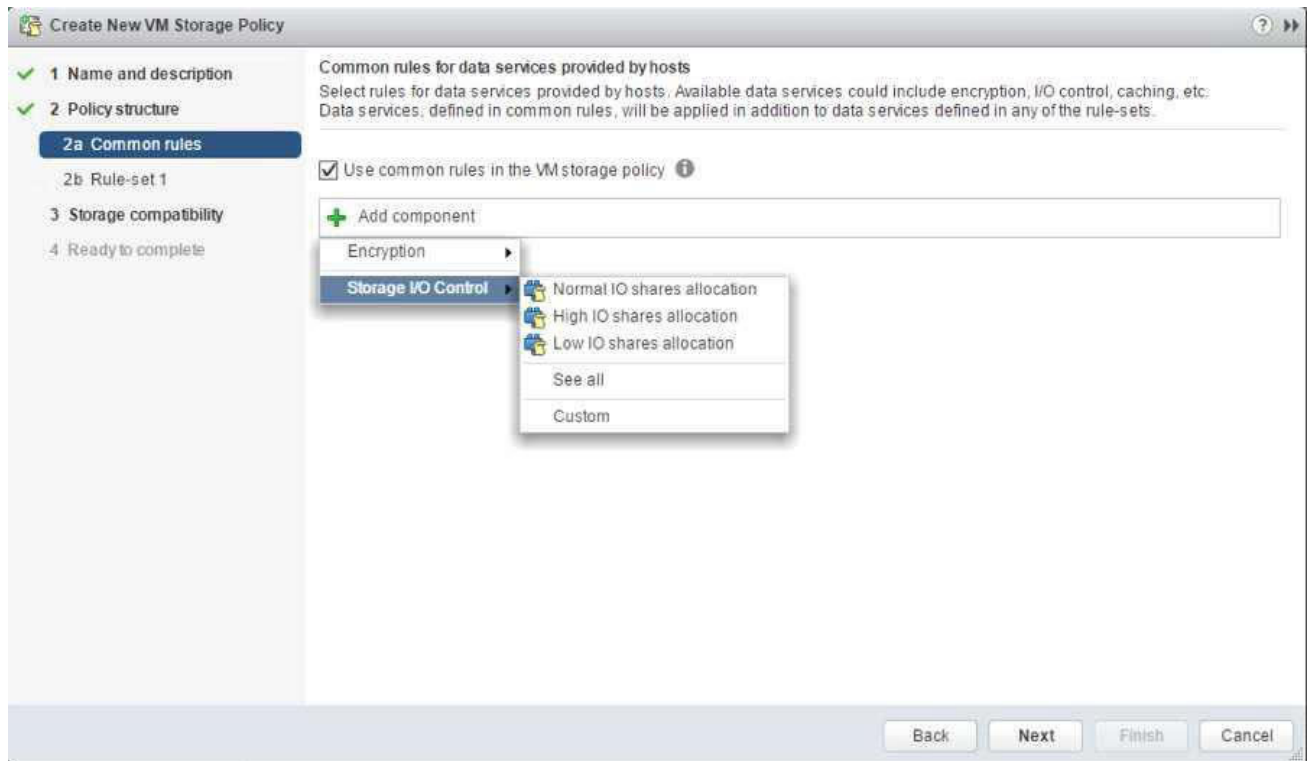 Create New VM Storage Policy
1 Name and description
2 Policy structure
2a Common rules
2b Rule-set 1
3 Storage compatibility
4 Ready to complete
Common rules for data services provided by hosts
Select rules for data services provided by hosts. Available data services could include encryption, I/O control, caching, etc.
Data services, defined in common rules, will be applied in addition to data services defined in any of the rule-sets.
Use common rules in the VM storage policy
Add component
Encryption
Storage I/O Control
Normal IO shares allocation
High IO shares allocation
Low IO shares allocation
See all
Custom
Back
Next
Finish
Cancel